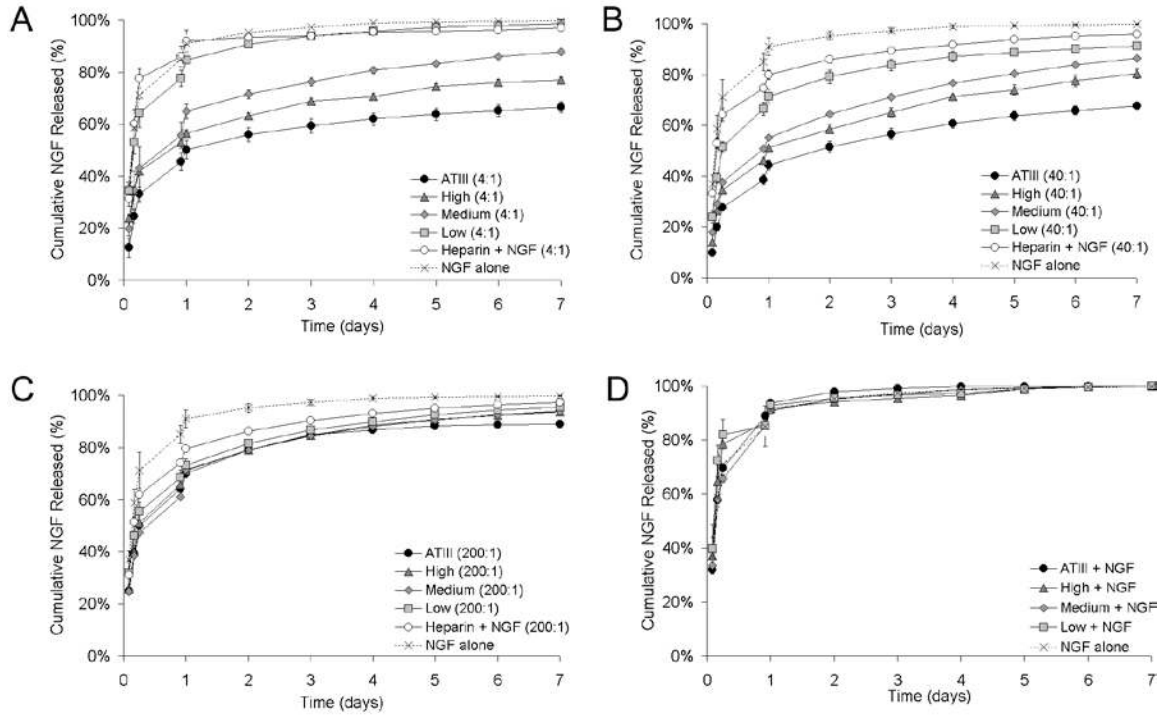 A
Cumulative NGF Released (%)
100%
80%
60%
40%
20%
0%
0 1 2 3 4 5 6 7
Time (days)
ATIII (4:1)
High (4:1)
Medium (4:1)
Low (4:1)
Heparin + NGF (4:1)
NGF alone
B
Cumulative NGF Released (%)
100%
80%
60%
40%
20%
0%
0 1 2 3 4 5 6 7
Time (days)
ATIII (40:1)
High (40:1)
Medium (40:1)
Low (40:1)
Heparin + NGF (40:1)
NGF alone
C
Cumulative NGF Released (%)
100%
80%
60%
40%
20%
0%
0 1 2 3 4 5 6 7
Time (days)
ATIII (200:1)
High (200:1)
Medium (200:1)
Low (200:1)
Heparin + NGF (200:1)
NGF alone
D
Cumulative NGF Released (%)
100%
80%
60%
40%
20%
0%
0 1 2 3 4 5 6 7
Time (days)
ATIII + NGF
High + NGF
Medium + NGF
Low + NGF
NGF alone